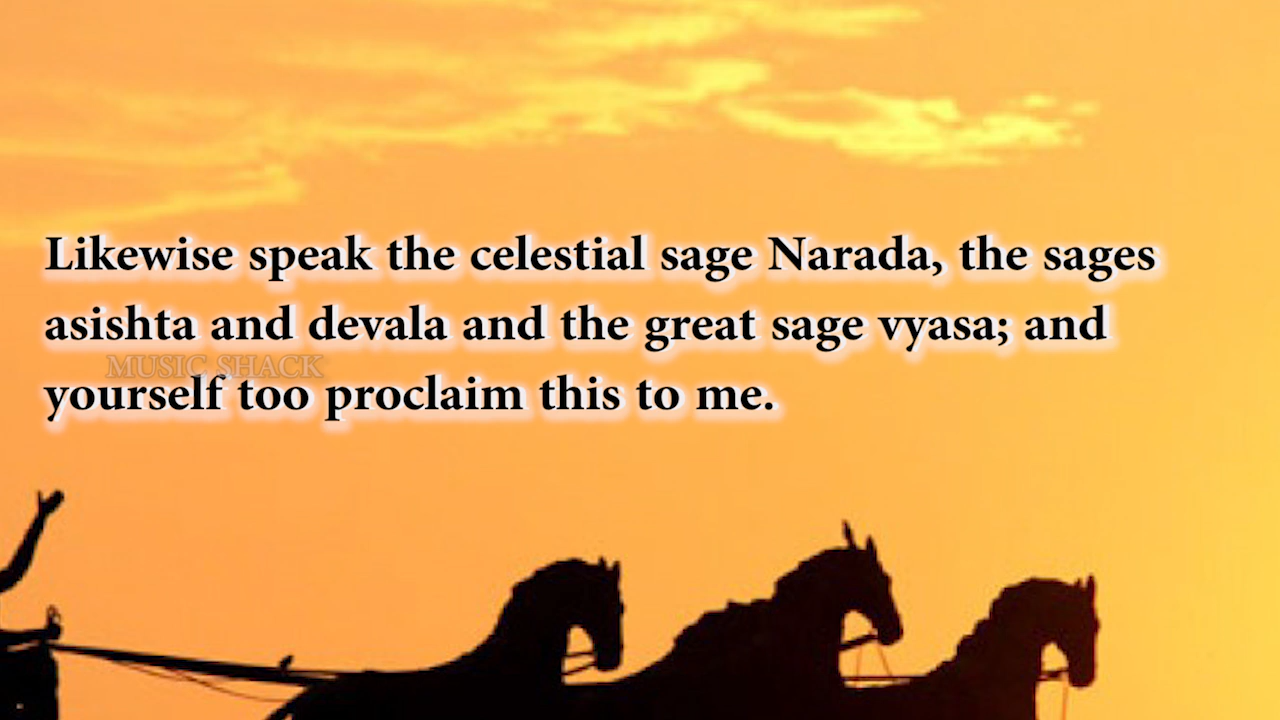 Likewise speak the celestial sage Narada, the sages
asishta and devala and the great sage vyasa; and
MUSIC SHACK
yourself too proclaim this to me.